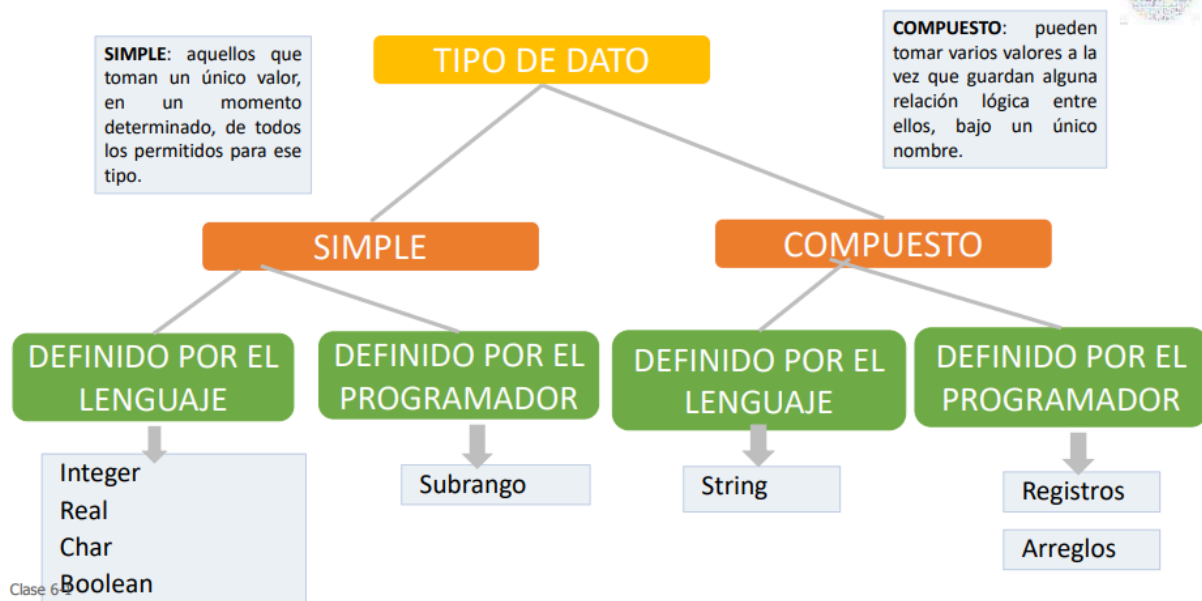 SIMPLE: aquellos que
toman un único valor,
en un momento
determinado, de todos
los permitidos para ese
tipo.
TIPO DE DATO
COMPUESTO: pueden
tomar varios valores a la
vez que guardan alguna
relación lógica entre
ellos, bajo un único
nombre.
SIMPLE
COMPUESTO
DEFINIDO POR EL
LENGUAJE
DEFINIDO POR EL
PROGRAMADOR
DEFINIDO POR EL
LENGUAJE
DEFINIDO POR EL
PROGRAMADOR
Integer
Real
Char
Boolean
Subrango
String
Registros
Arreglos
Clase 6-1